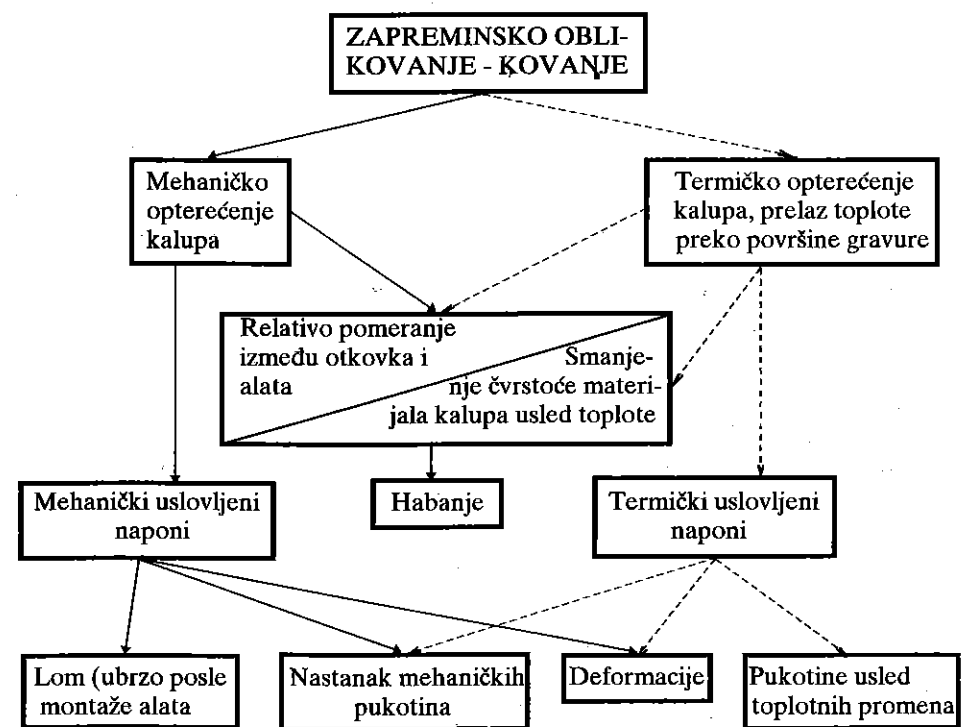 ZAPREMINSKO OBLI-
KOVANJE - KOVANJE
Mehaničko
opterećenje
kalupa
Termičko opterećenje
kalupa, prelaz toplote
preko površine gravure
Relativo pomeranje
između otkovka i
alata
Smanje-
nje čvrstoće materi-
jala kalupa usled toplote
Mehanički uslovljeni
naponi
Habanje
Termički uslovljeni
naponi
Lom (ubrzo posle
montaže alata
Nastanak mehaničkih
pukotina
Deformacije
Pukotine usled
toplotnih promena